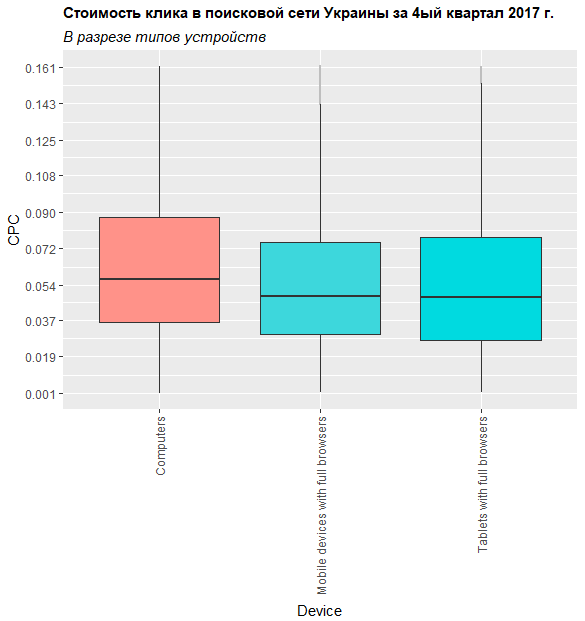 Стоимость клика в поисковой сети Украины за 4ый квартал 2017 г.
В разрезе типов устройств
CPC
0.161
0.143
0.125
0.108
0.090
0.072
0.054
0.037
0.019
0.001
Computers
Mobile devices with full browsers
Tablets with full browsers
Device